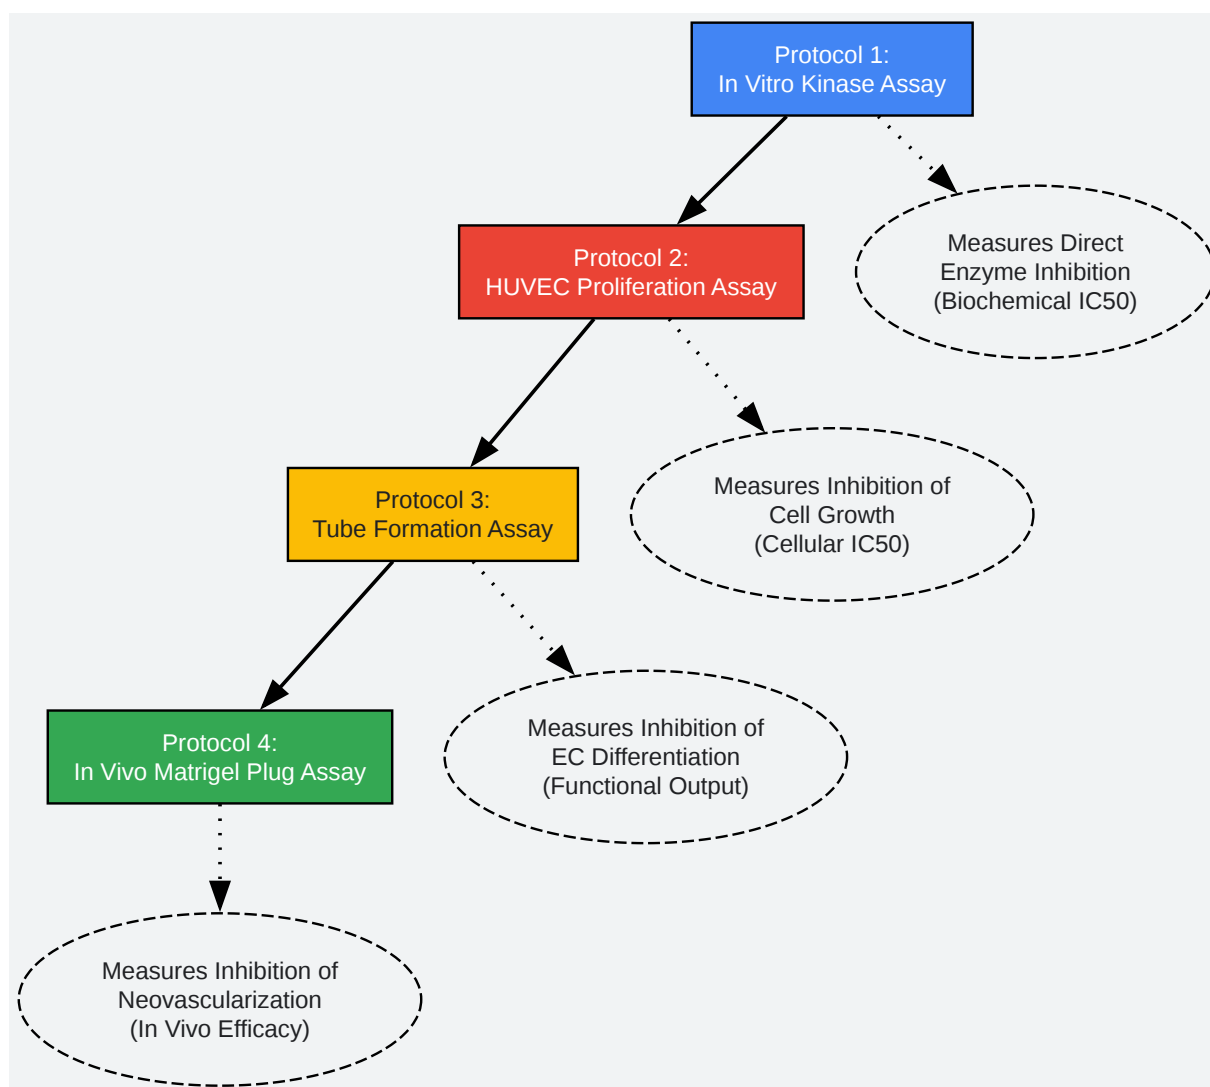 Protocol 1:
In Vitro Kinase Assay
Measures Direct
Enzyme Inhibition
(Biochemical IC50)
Protocol 2:
HUVEC Proliferation Assay
Measures Inhibition of
Cell Growth
(Cellular IC50)
Protocol 3:
Tube Formation Assay
Measures Inhibition of
EC Differentiation
(Functional Output)
Protocol 4:
In Vivo Matrigel Plug Assay
Measures Inhibition of
Neovascularization
(In Vivo Efficacy)